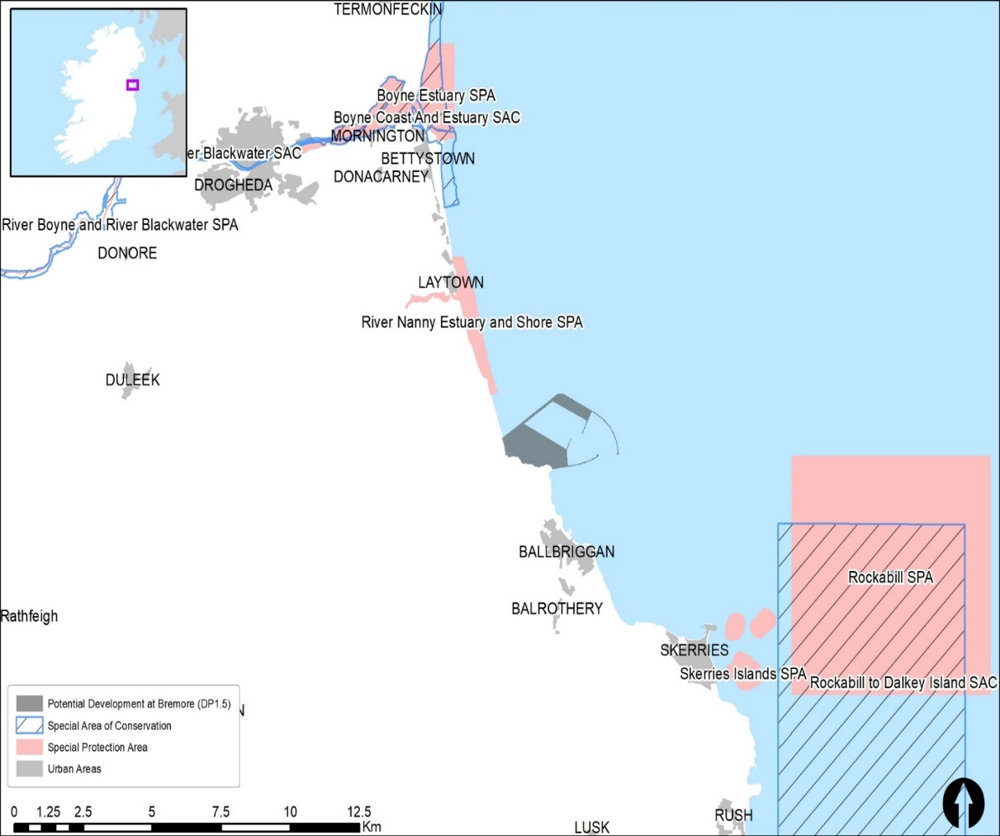 TERMONFECKIN
Boyne Estuary SPA
Boyne Coast And Estuary SAC
MORNINGTON
er Blackwater SAC
BETTYSTOWN
DONACARNEY
DROGHEDA
River Boyne and River Blackwater SPA
DONORE
LAYTOWN
River Nanny Estuary and Shore SPA
DULEEK
BALLBRIGGAN
Rockabill SPA
BALROTHERY
Rathfeigh
SKERRIES
Skerries Islands SPA
Rockabill to Dalkey Island SAC
Potential Development at Bremore (DP1.5)
N
Special Area of Conservation
Special Protection Area
Urban Areas
0 1.25 2.5 5 7.5 10 12.5
Km
RUSH
LUSK